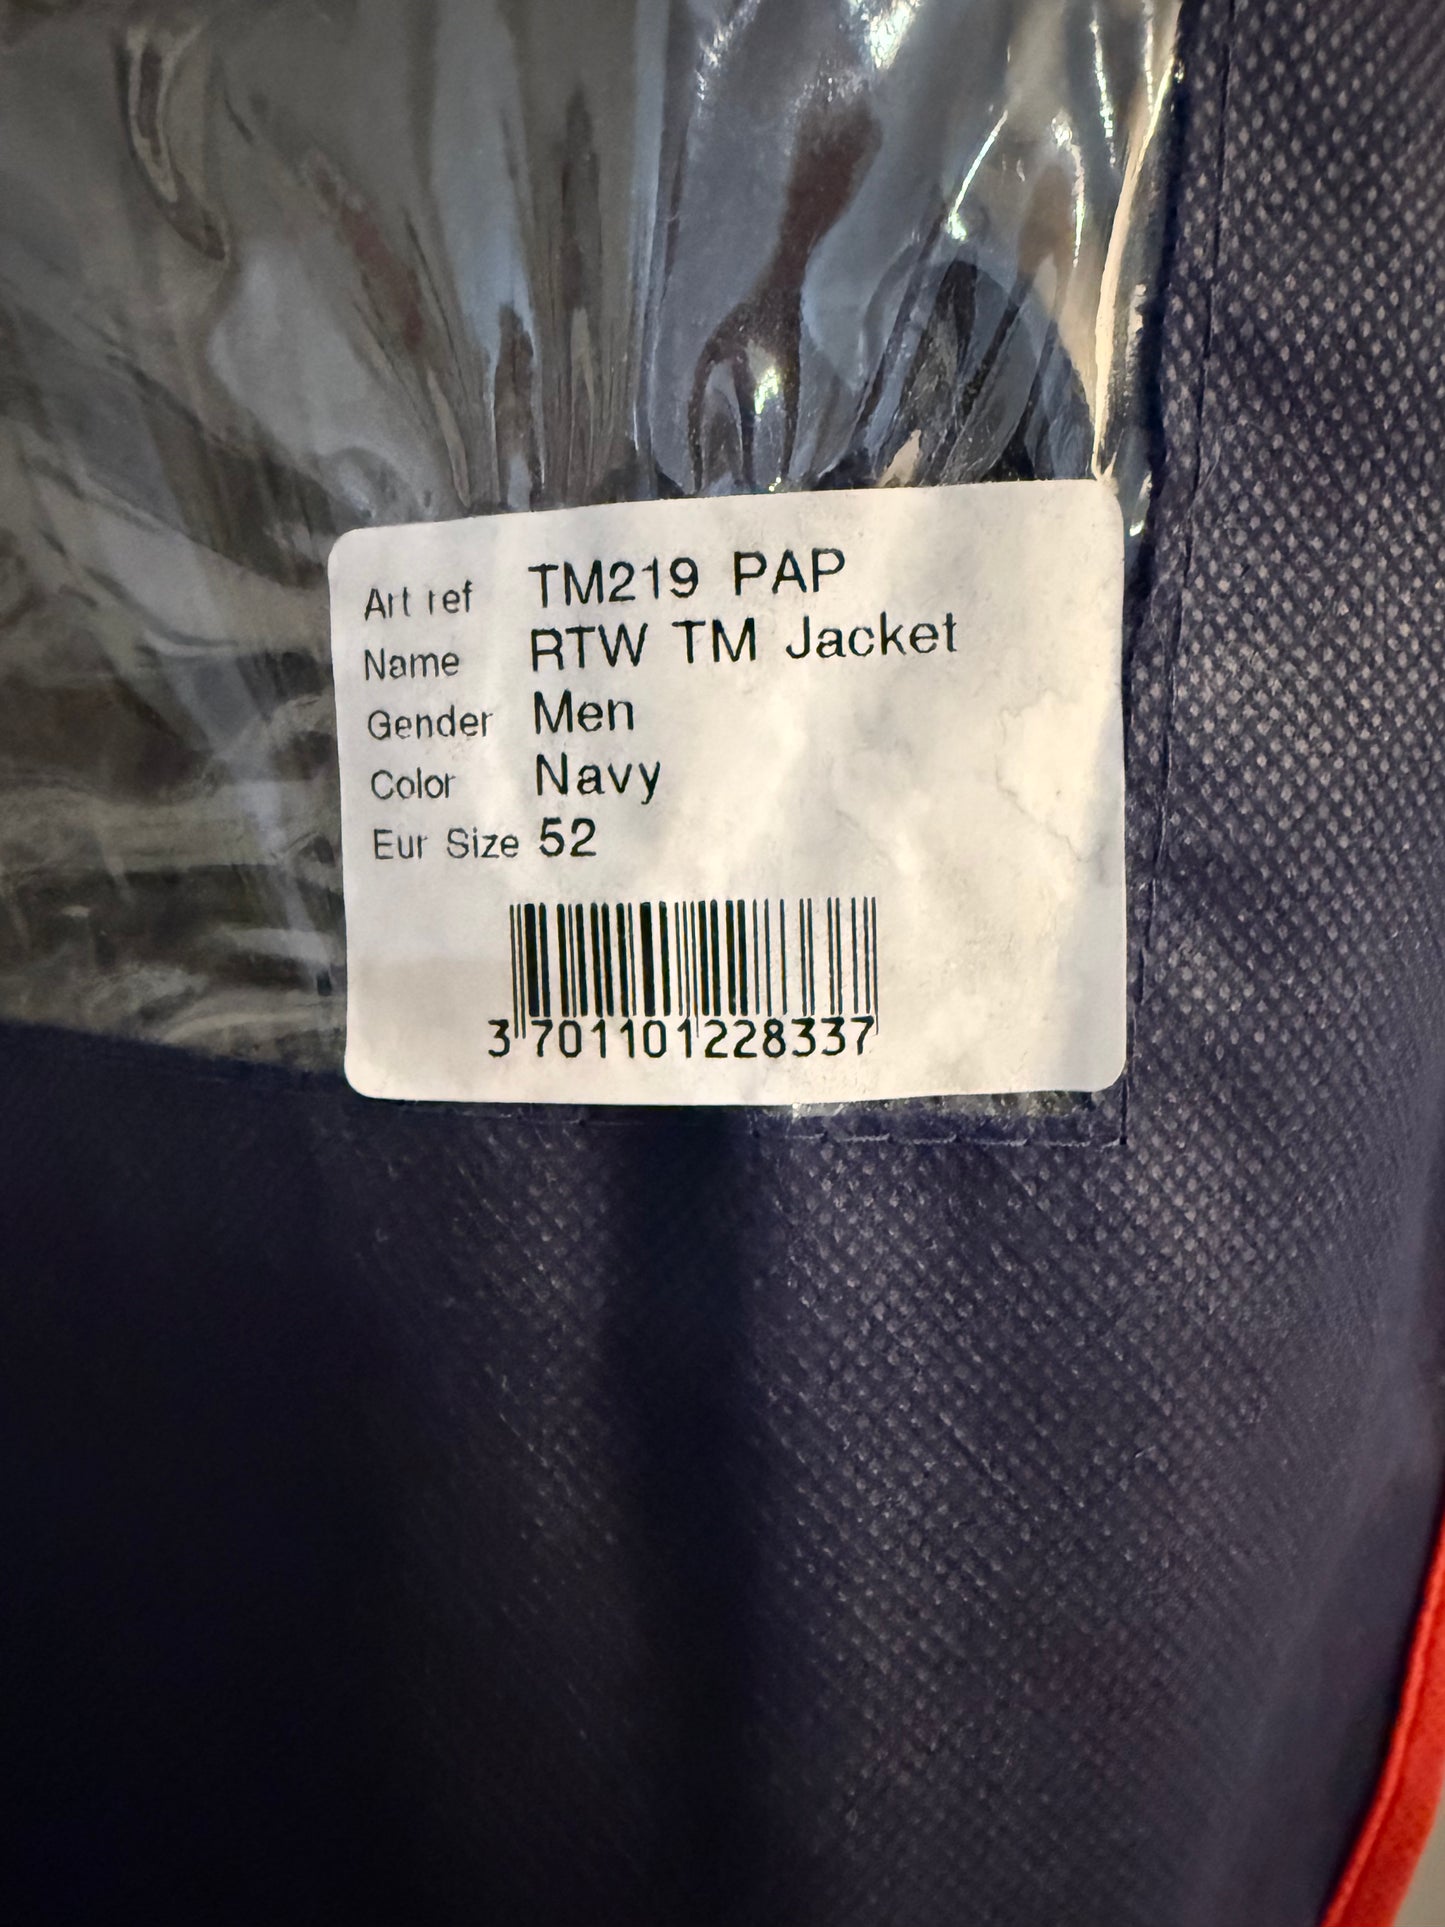 Art ref TM219 PAP
Name RTW TM Jacket
Gender Men
Color Navy
Eur Size 52
3 701101 228337